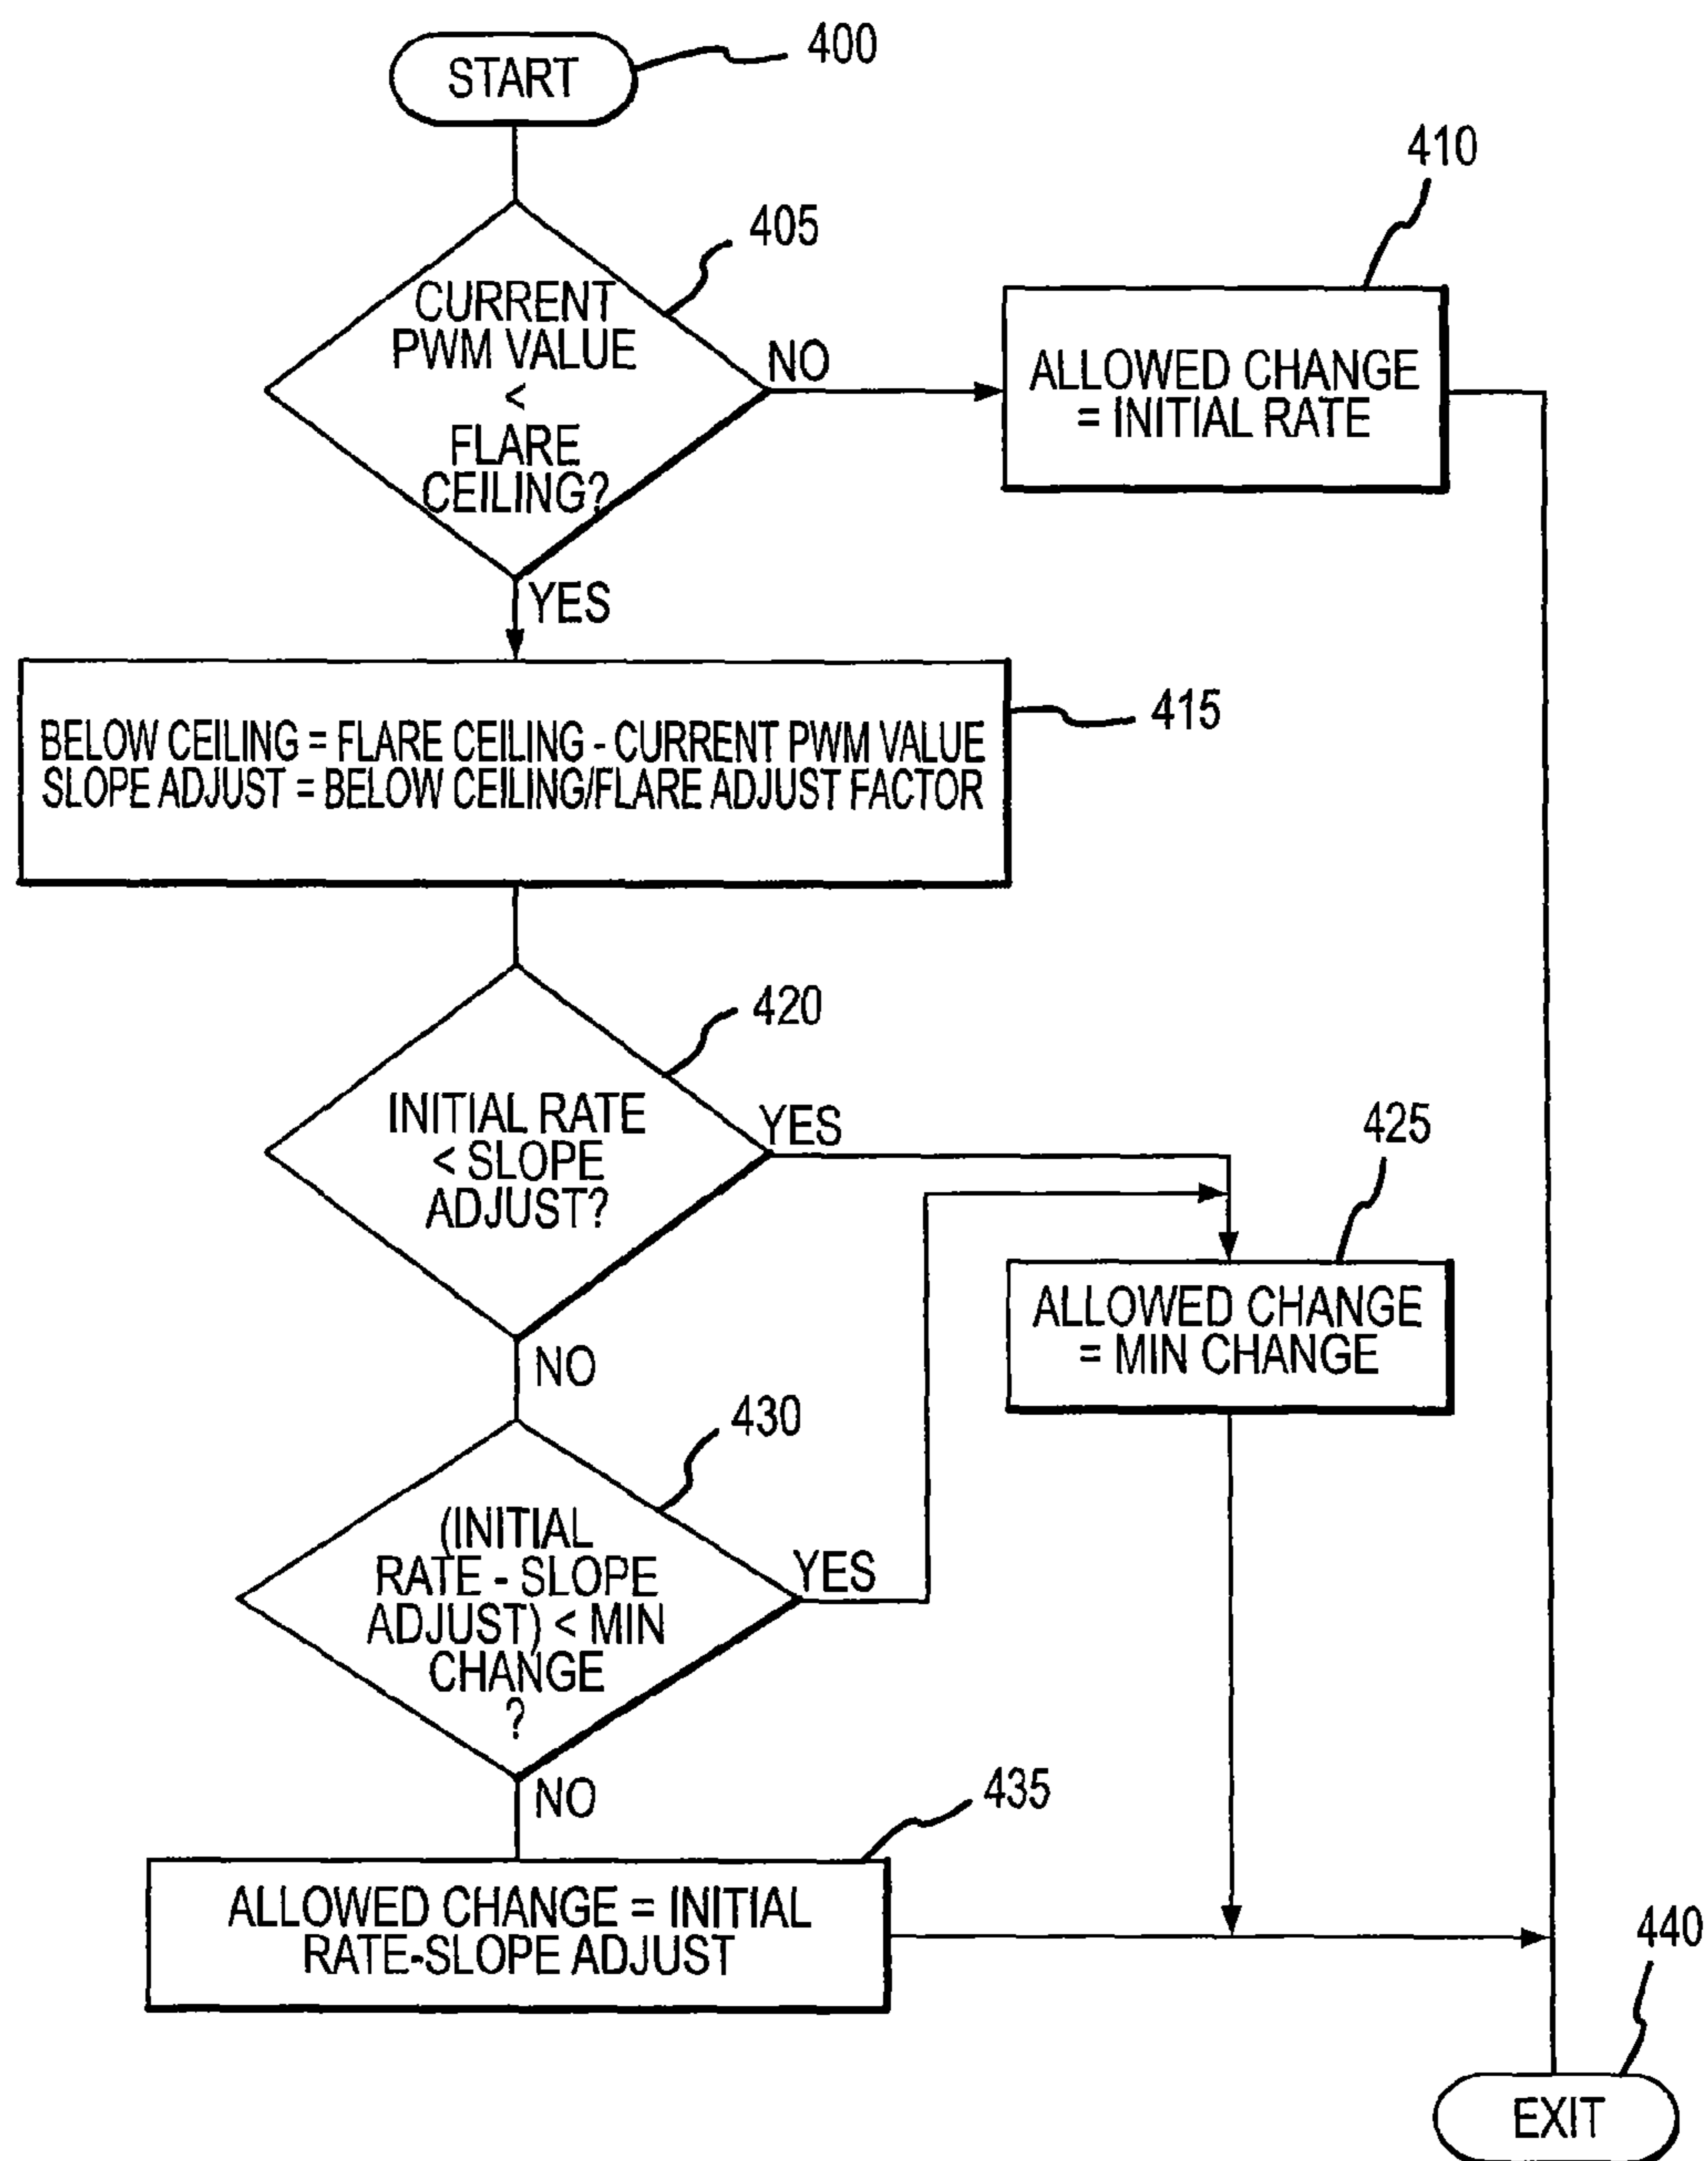 START
400
CURRENT
PWM VALUE
<
FLARE
CEILING?
405
NO
YES
410
ALLOWED CHANGE
= INITIAL RATE
BELOW CEILING = FLARE CEILING - CURRENT PWM VALUE
SLOPE ADJUST = BELOW CEILING/FLARE ADJUST FACTOR
415
INITIAL RATE
< SLOPE
ADJUST?
420
YES
NO
425
ALLOWED CHANGE
= MIN CHANGE
(INITIAL
RATE - SLOPE
ADJUST) < MIN
CHANGE
?
430
YES
NO
435
ALLOWED CHANGE = INITIAL
RATE-SLOPE ADJUST
440
EXIT